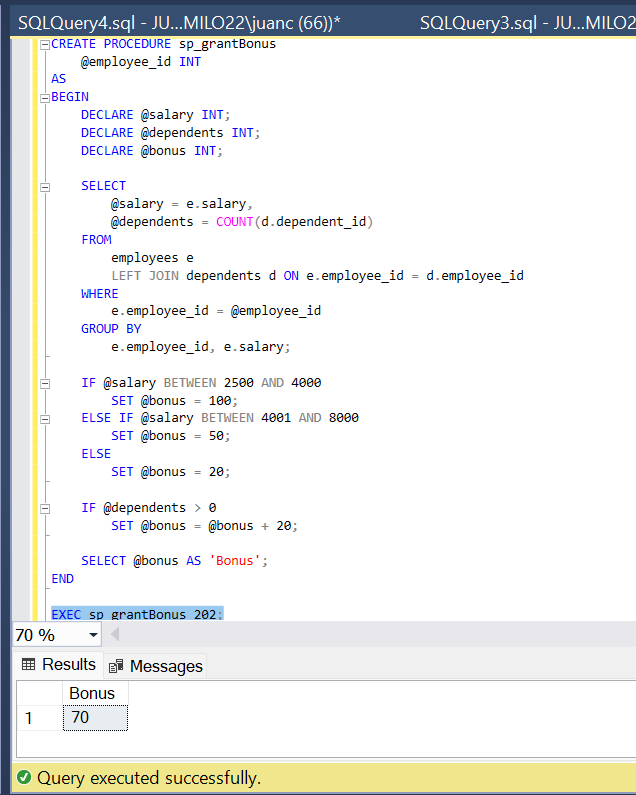 SQLQuery4.sql - JU...MILO22\juanc (66))* SQLQuery3.sql - JU...MILO2
CREATE PROCEDURE sp_grantBonus
@employee_id INT
AS
BEGIN
DECLARE @salary INT;
DECLARE @dependents INT;
DECLARE @bonus INT;
SELECT
@salary = e.salary,
@dependents = COUNT(d.dependent_id)
FROM
employees e
LEFT JOIN dependents d ON e.employee_id = d.employee_id
WHERE
e.employee_id = @employee_id
GROUP BY
e.employee_id, e.salary;
IF @salary BETWEEN 2500 AND 4000
SET @bonus = 100;
ELSE IF @salary BETWEEN 4001 AND 8000
SET @bonus = 50;
ELSE
SET @bonus = 20;
IF @dependents > 0
SET @bonus = @bonus + 20;
SELECT @bonus AS 'Bonus';
END
EXEC sp_grantBonus 202;
70 %
Results Messages
Bonus
1 70
Query executed successfully.